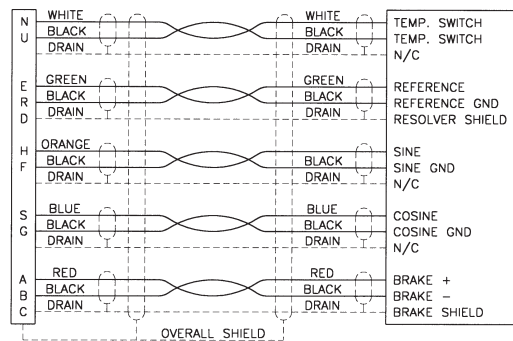 N WHITE WHITE TEMP. SWITCH
U BLACK BLACK TEMP. SWITCH
DRAIN DRAIN N/C
E GREEN GREEN REFERENCE
R BLACK BLACK REFERENCE GND
D DRAIN DRAIN RESOLVER SHIELD
H ORANGE SINE
F BLACK BLACK SINE GND
DRAIN DRAIN N/C
S BLUE BLUE COSINE
G BLACK BLACK COSINE GND
DRAIN DRAIN N/C
A RED RED BRAKE +
B BLACK BLACK BRAKE -
C DRAIN DRAIN BRAKE SHIELD
OVERALL SHIELD